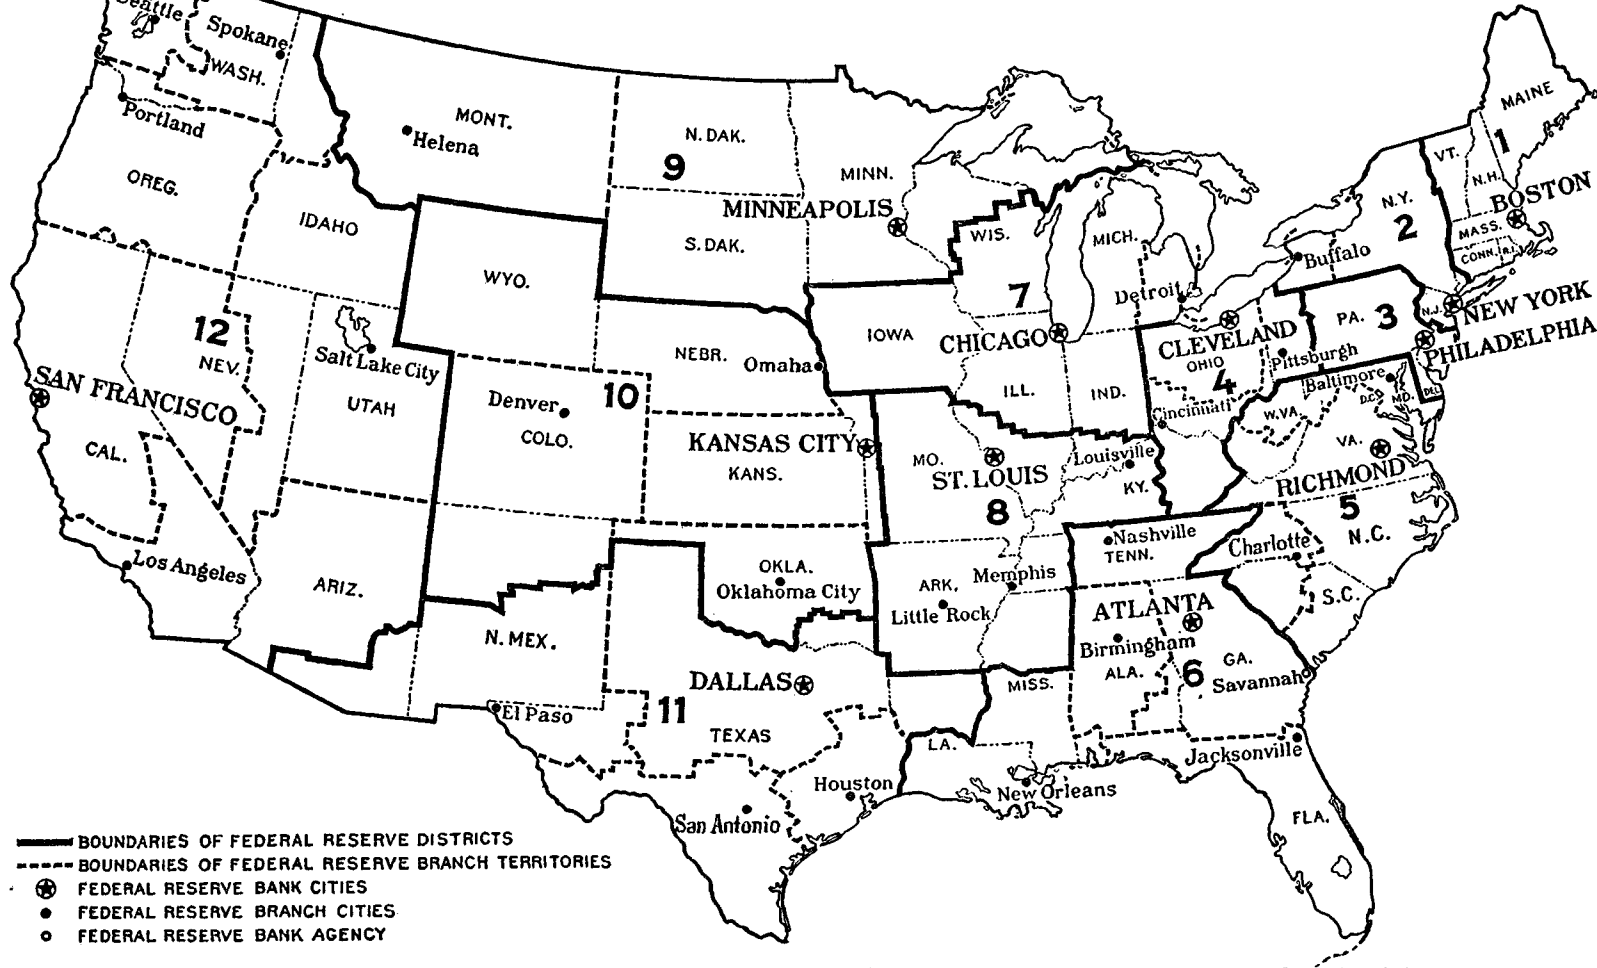 Seattle
Spokane
WASH.
Portland
OREG.
IDAHO
MONT.
Helena
N. DAK.
9
S. DAK.
MINN.
MINNEAPOLIS
WYO.
12
NEV.
Salt Lake City
UTAH
SAN FRANCISCO
CAL.
Los Angeles
ARIZ.
NEBR.
Omaha
10
Denver
COLO.
KANSAS CITY
KANS.
OKLA.
Oklahoma City
N. MEX.
El Paso
DALLAS
11
TEXAS
Houston
San Antonio
WIS.
MICH.
7
Detroit
IOWA
CHICAGO
ILL.
IND.
MO.
ST. LOUIS
8
Louisville
KY.
ARK.
Memphis
Little Rock
Nashville
TENN.
ATLANTA
Birmingham
ALA.
6
GA.
Savannah
MISS.
LA.
New Orleans
Jacksonville
FLA.
CLEVELAND
OHIO
4
Cincinnati
Pittsburgh
PA.
3
PHILADELPHIA
N.J.
NEW YORK
N.Y.
2
Buffalo
MAINE
1
VT.
N.H.
BOSTON
MASS.
CONN.
R.I.
Baltimore
D.C.
MD.
DEL.
W.VA.
VA.
RICHMOND
5
Charlotte
N.C.
S.C.
BOUNDARIES OF FEDERAL RESERVE DISTRICTS
BOUNDARIES OF FEDERAL RESERVE BRANCH TERRITORIES
FEDERAL RESERVE BANK CITIES
FEDERAL RESERVE BRANCH CITIES
FEDERAL RESERVE BANK AGENCY